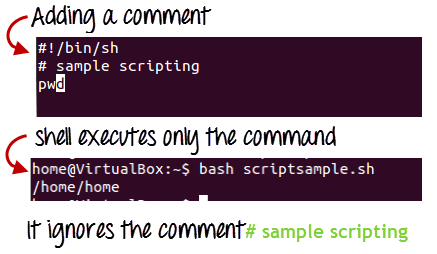 Adding a comment
#!/bin/sh
# sample scripting
pwd
shell executes only the command
home@VirtualBox:~$ bash scriptsample.sh
/home/home
It ignores the comment# sample scripting